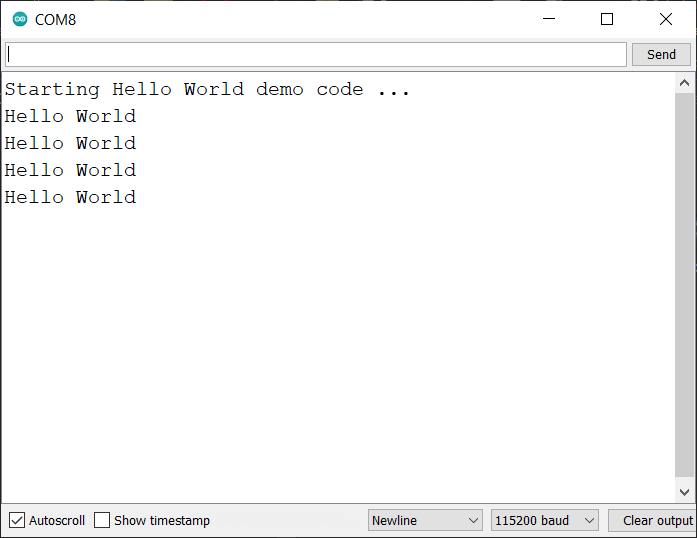 COM8
Send
Starting Hello World demo code ...
Hello World
Hello World
Hello World
Hello World
Autoscroll Show timestamp Newline 115200 baud Clear output